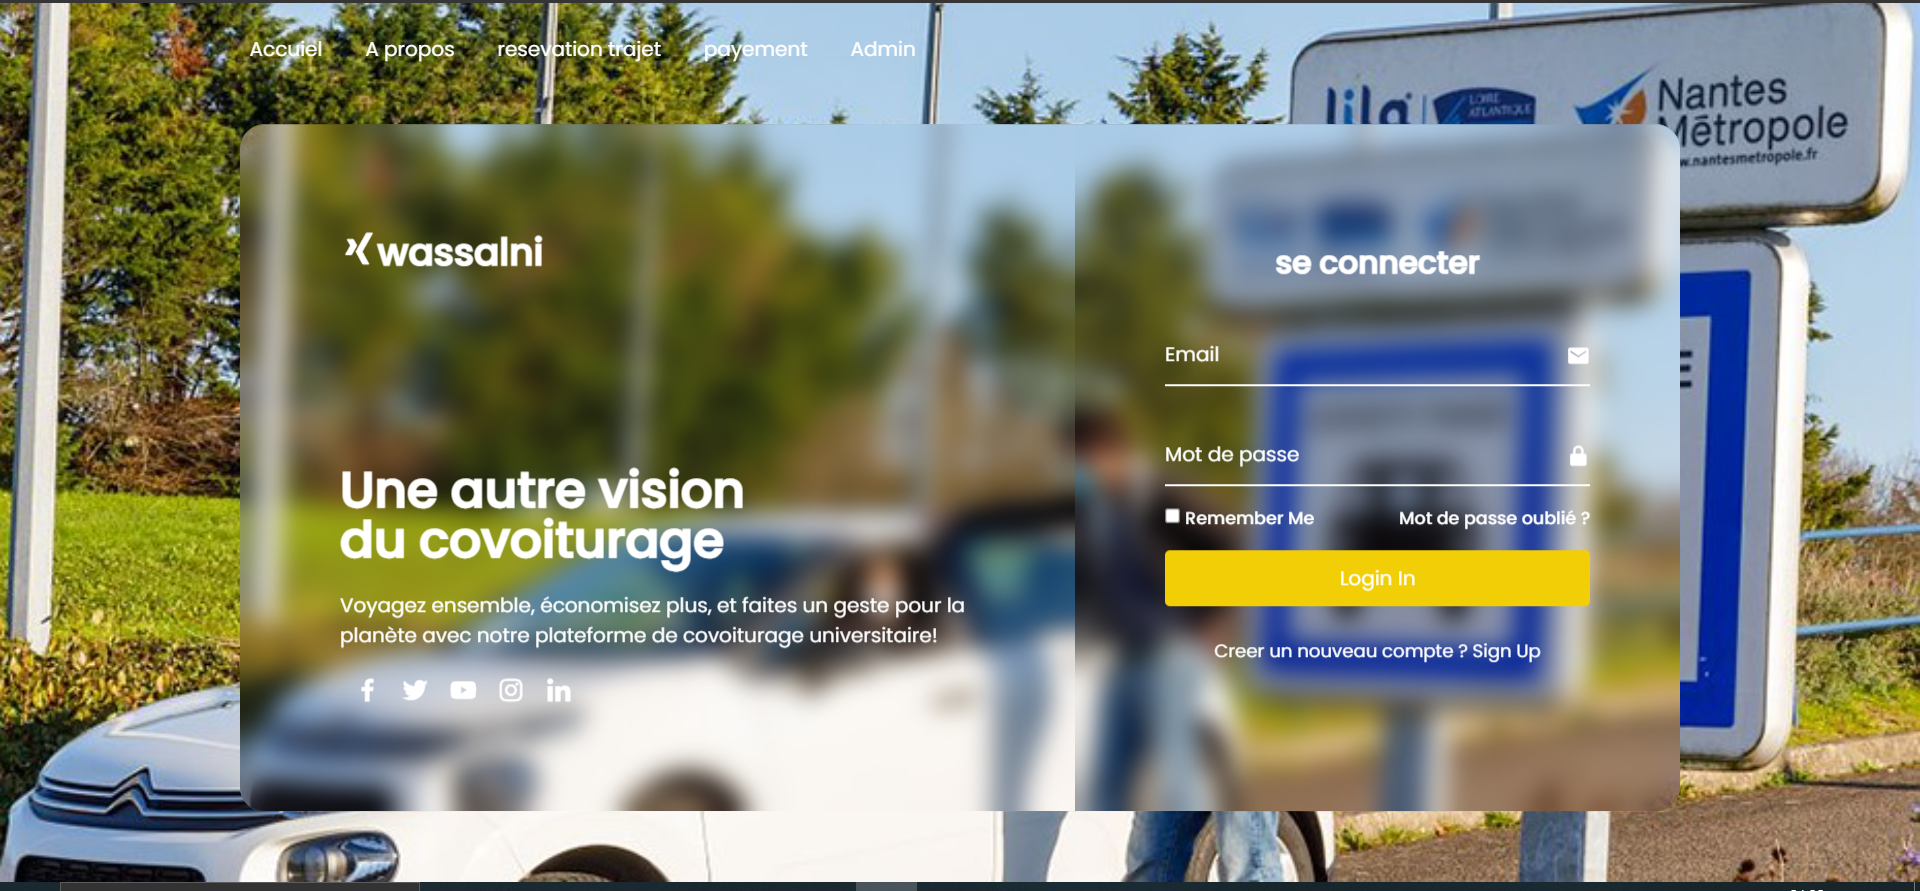 Accuiel A propos resevation trajet payement Admin
lila
LOIRE
ATLANTIQUE
Nantes
Métropole
w.nantesmetropole.fr
wassalni
se connecter
Email
Mot de passe
Remember Me Mot de passe oublié ?
Login In
Creer un nouveau compte ? Sign Up
Une autre vision
du covoiturage
Voyagez ensemble, économisez plus, et faites un geste pour la
planète avec notre plateforme de covoiturage universitaire!